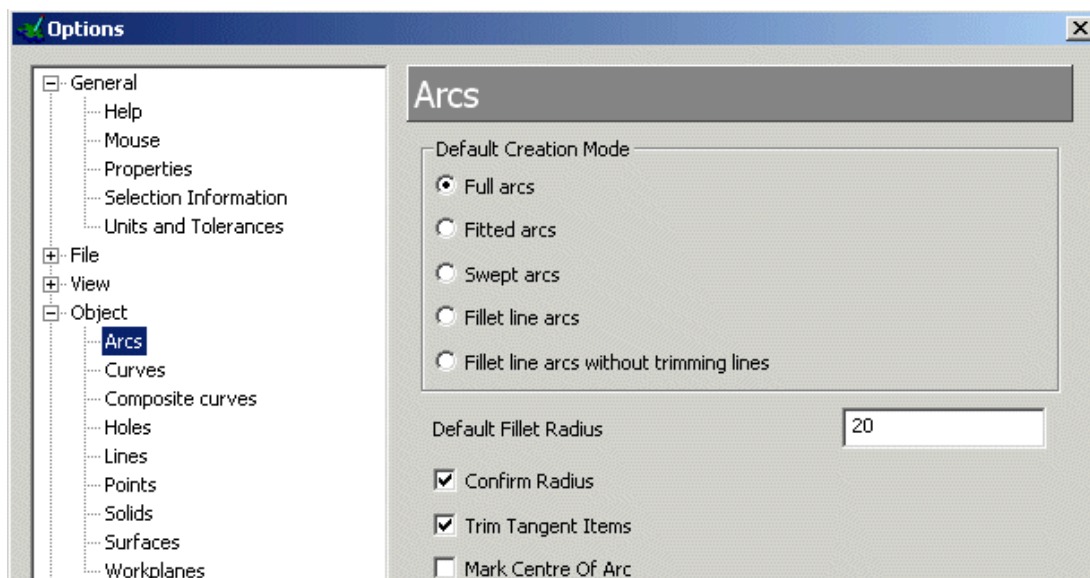 Options
General
Help
Mouse
Properties
Selection Information
Units and Tolerances
File
View
Object
Arcs
Curves
Composite curves
Holes
Lines
Points
Solids
Surfaces
Workplanes
Arcs
Default Creation Mode
Full arcs
Fitted arcs
Swept arcs
Fillet line arcs
Fillet line arcs without trimming lines
Default Fillet Radius
20
Confirm Radius
Trim Tangent Items
Mark Centre Of Arc